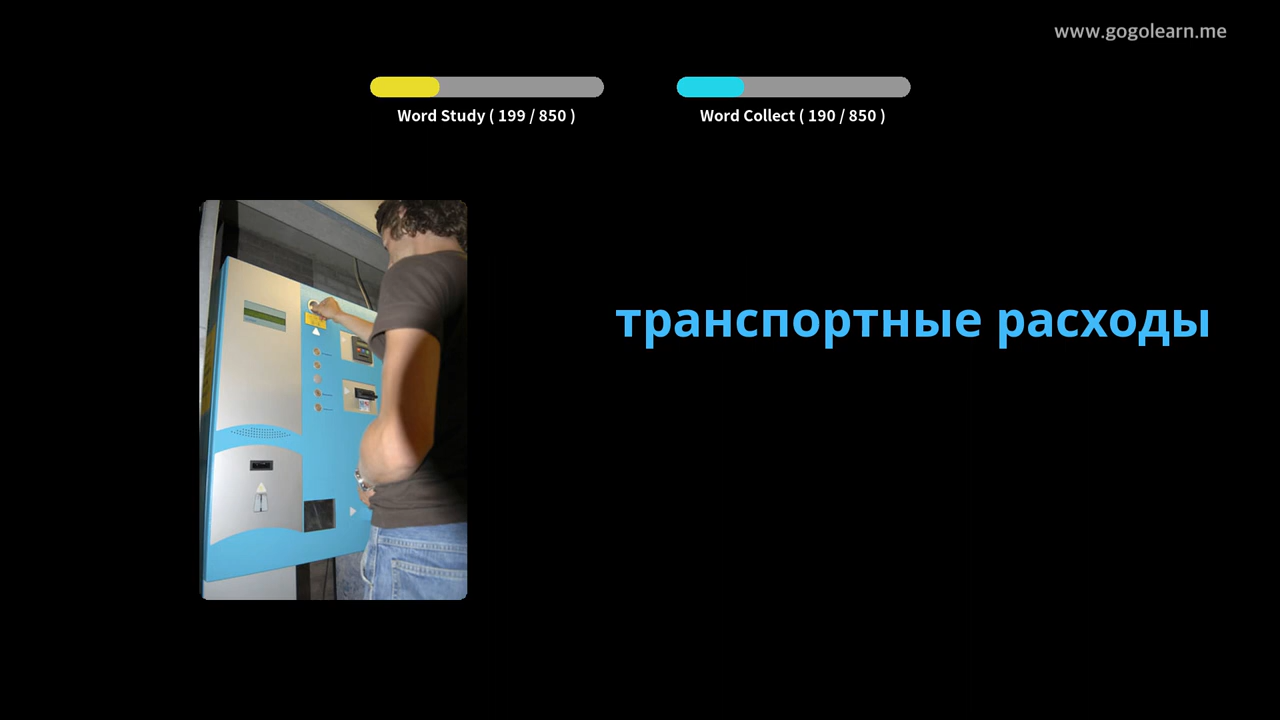 www.gogolearn.me
Word Study ( 199 / 850 )
Word Collect ( 190 / 850 )
транспортные расходы